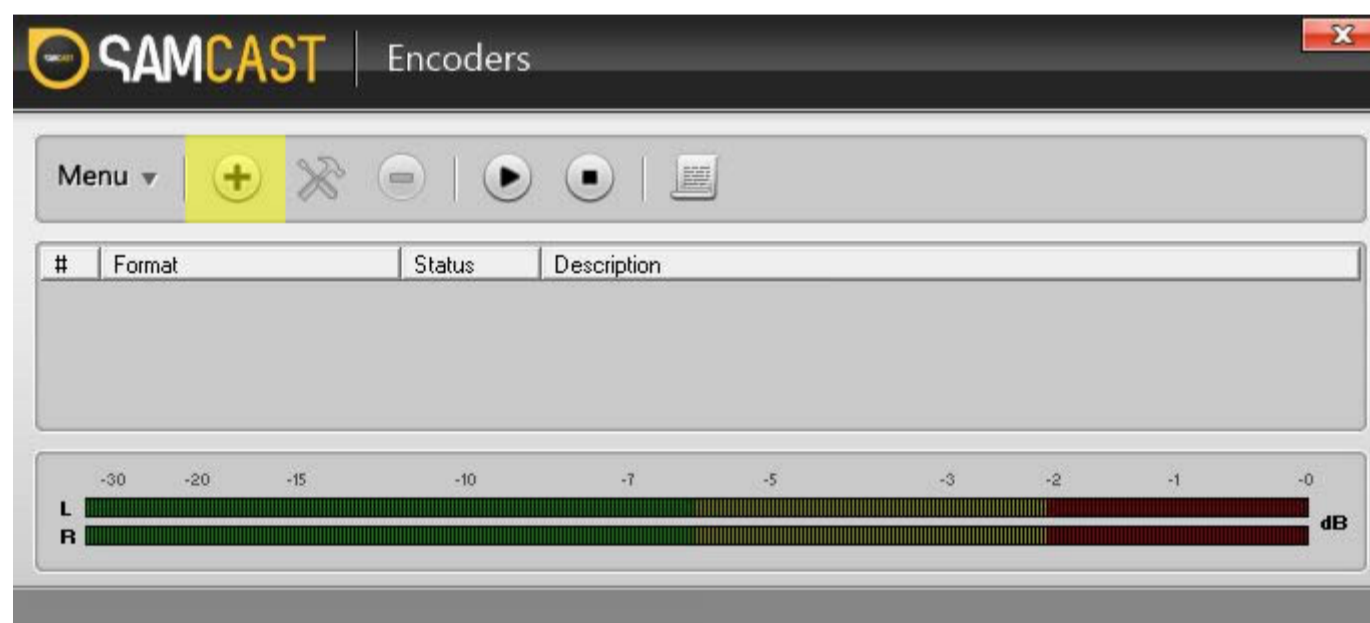 SAMCAST Encoders
Menu
# Format Status Description
-30 -20 -15 -10 -7 -5 -3 -2 -1 -0
L
R
dB